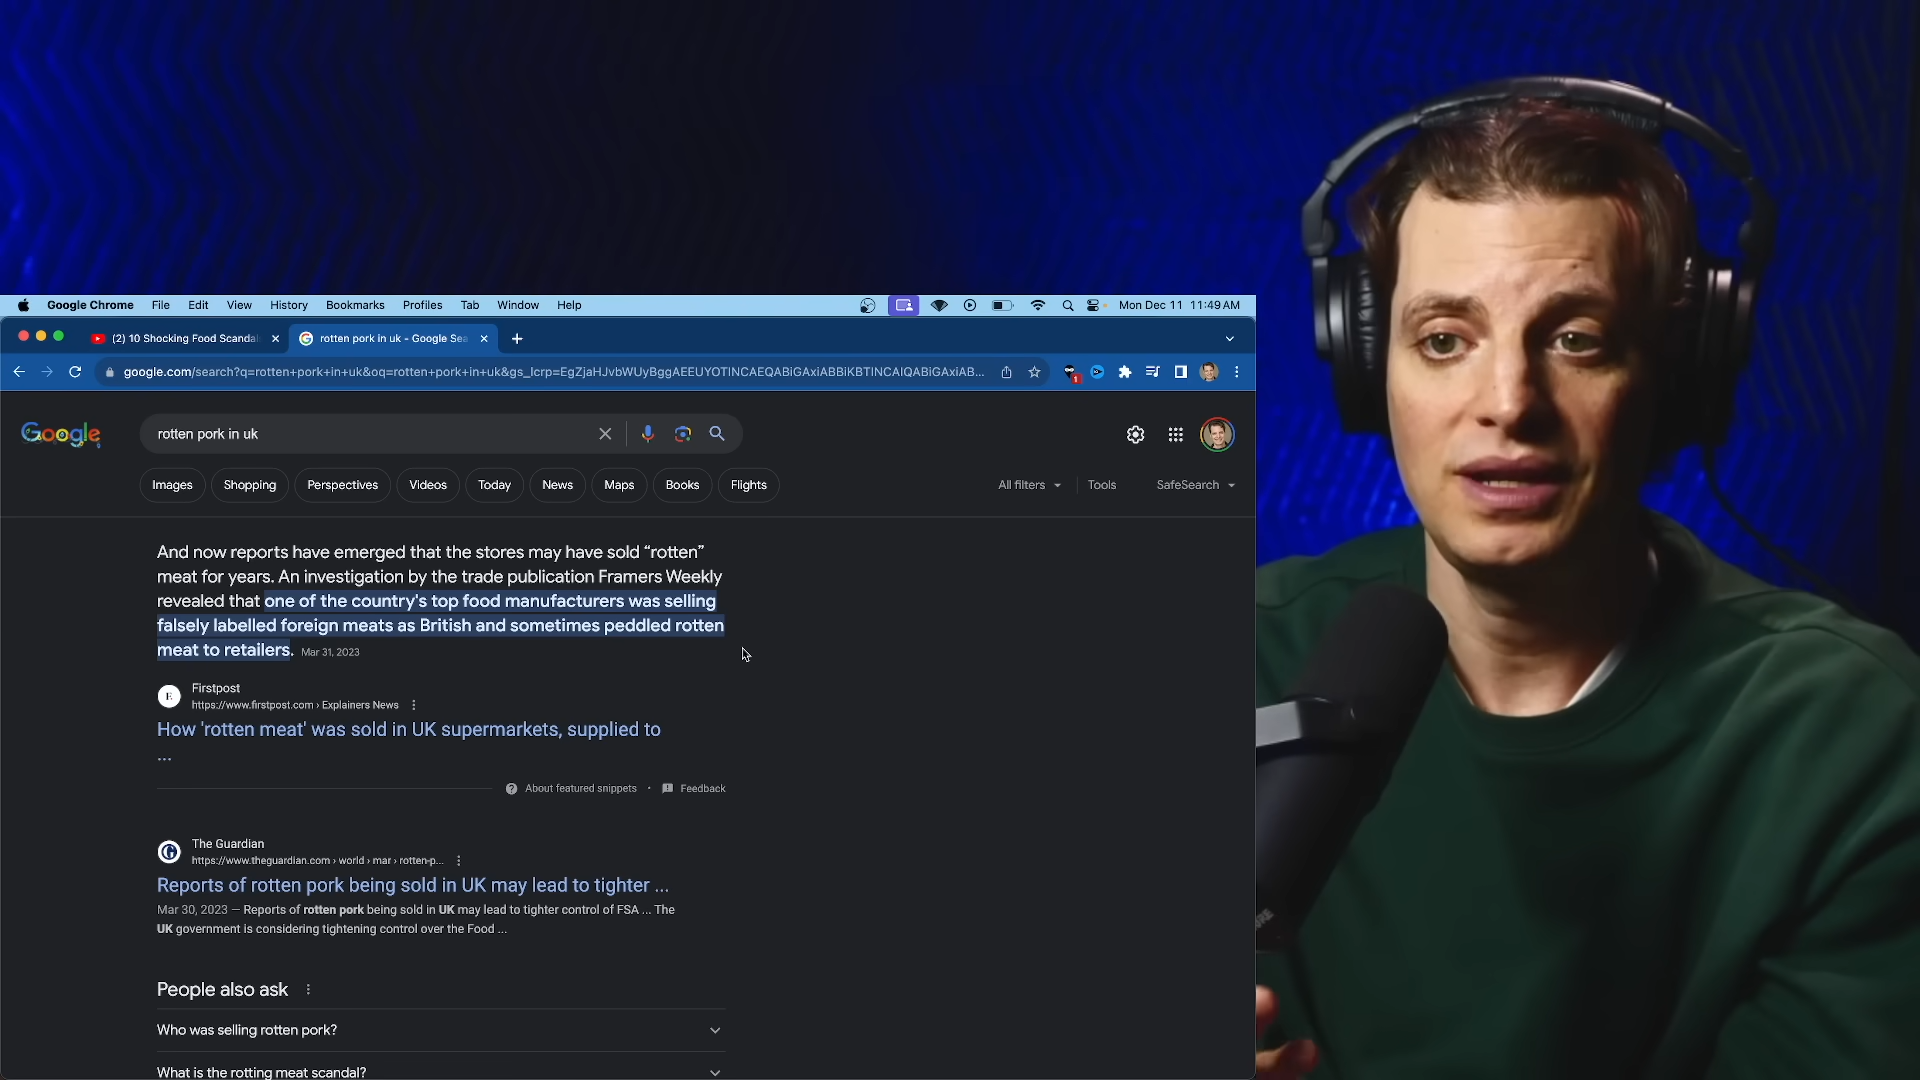 Google Chrome File Edit View History Bookmarks Profiles Tab Window Help Mon Dec 11 11:49 AM
(2) 10 Shocking Food Scandal rotten pork in uk - Google Sea
google.com/search?q=rotten+pork+in+uk&oq=rotten+pork+in+uk&gs_lcrp=EgZjaHJvbWUyBggAEEUYOTINCAEQABiGAxiABBiKBTINCAIQABiGAxiAB...
1
Google rotten pork in uk
Images Shopping Perspectives Videos Today News Maps Books Flights All filters Tools SafeSearch
And now reports have emerged that the stores may have sold “rotten”
meat for years. An investigation by the trade publication Framers Weekly
revealed that one of the country's top food manufacturers was selling
falsely labelled foreign meats as British and sometimes peddled rotten
meat to retailers. Mar 31, 2023
E
Firstpost
https://www.firstpost.com › Explainers News
How 'rotten meat' was sold in UK supermarkets, supplied to
...
About featured snippets • Feedback
G
The Guardian
https://www.theguardian.com › world › mar › rotten-p...
Reports of rotten pork being sold in UK may lead to tighter ...
Mar 30, 2023 — Reports of rotten pork being sold in UK may lead to tighter control of FSA ... The
UK government is considering tightening control over the Food ...
People also ask
Who was selling rotten pork?
What is the rotting meat scandal?